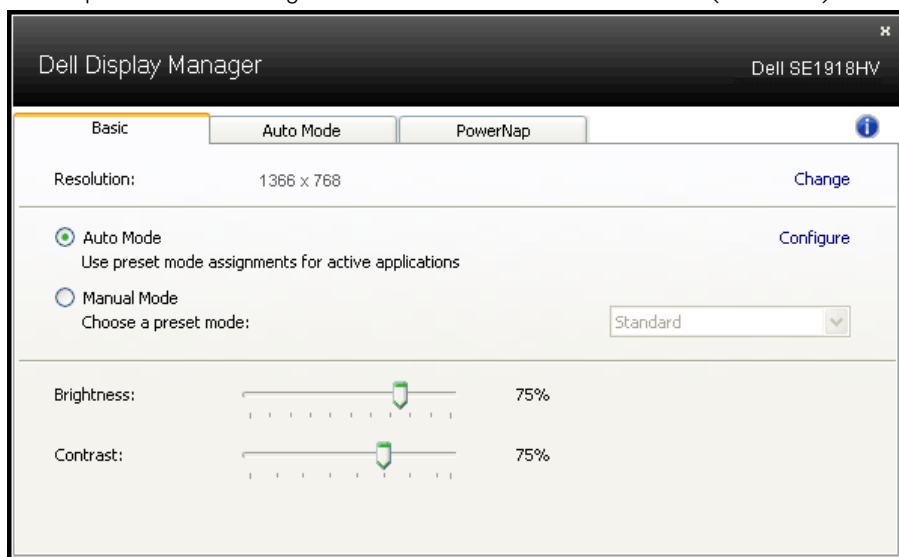 Dell Display Manager
Dell SE1918HV
Basic
Auto Mode
PowerNap
Resolution:
1366 x 768
Change
Auto Mode
Configure
Use preset mode assignments for active applications
Manual Mode
Choose a preset mode:
Standard
Brightness:
75%
Contrast:
75%